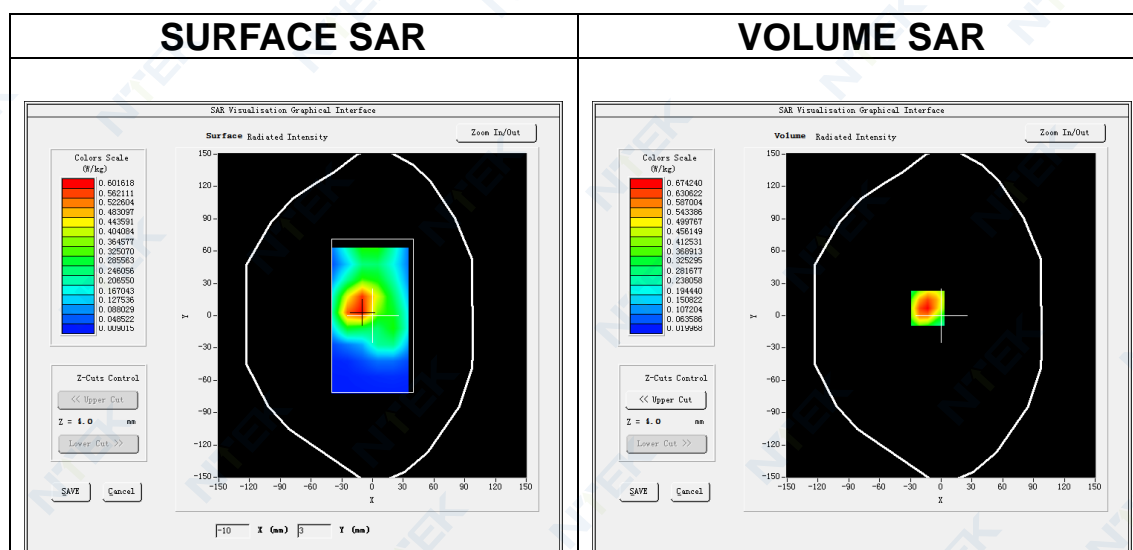 SURFACE SAR
VOLUME SAR
SAR Visualisation Graphical Interface
Surface Radiated Intensity
Zoom In/Out
Colors Scale
(W/kg)
0.601618
0.562111
0.522604
0.483097
0.443591
0.404084
0.364577
0.325070
0.285563
0.246056
0.206550
0.167043
0.127536
0.088029
0.048522
0.009015
Z-Cuts Control
<< Upper Cut
Z = 4.0 mm
Lower Cut >>
SAVE
Cancel
150
120
90
60
30
0
-30
-60
-90
-120
-150
Y
-150 -120 -90 -60 -30 0 30 60 90 120 150
X
-10 X (mm) 3 Y (mm)
SAR Visualisation Graphical Interface
Volume Radiated Intensity
Zoom In/Out
Colors Scale
(W/kg)
0.674240
0.630622
0.587004
0.543386
0.499767
0.456149
0.412531
0.368913
0.325295
0.281677
0.238058
0.194440
0.150822
0.107204
0.063586
0.019968
Z-Cuts Control
<< Upper Cut
Z = 4.0 mm
Lower Cut >>
SAVE
Cancel
150
120
90
60
30
0
-30
-60
-90
-120
-150
Y
-150 -120 -90 -60 -30 0 30 60 90 120 150
X
NTEK